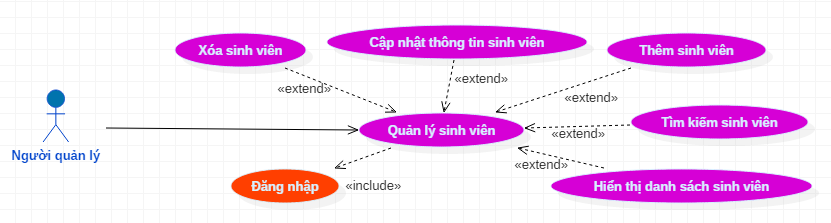 Xóa sinh viên
Cập nhật thông tin sinh viên
Thêm sinh viên
«extend»
«extend»
«extend»
Người quản lý
Quản lý sinh viên
«extend»
Tìm kiếm sinh viên
«extend»
Đăng nhập
«include»
Hiển thị danh sách sinh viên